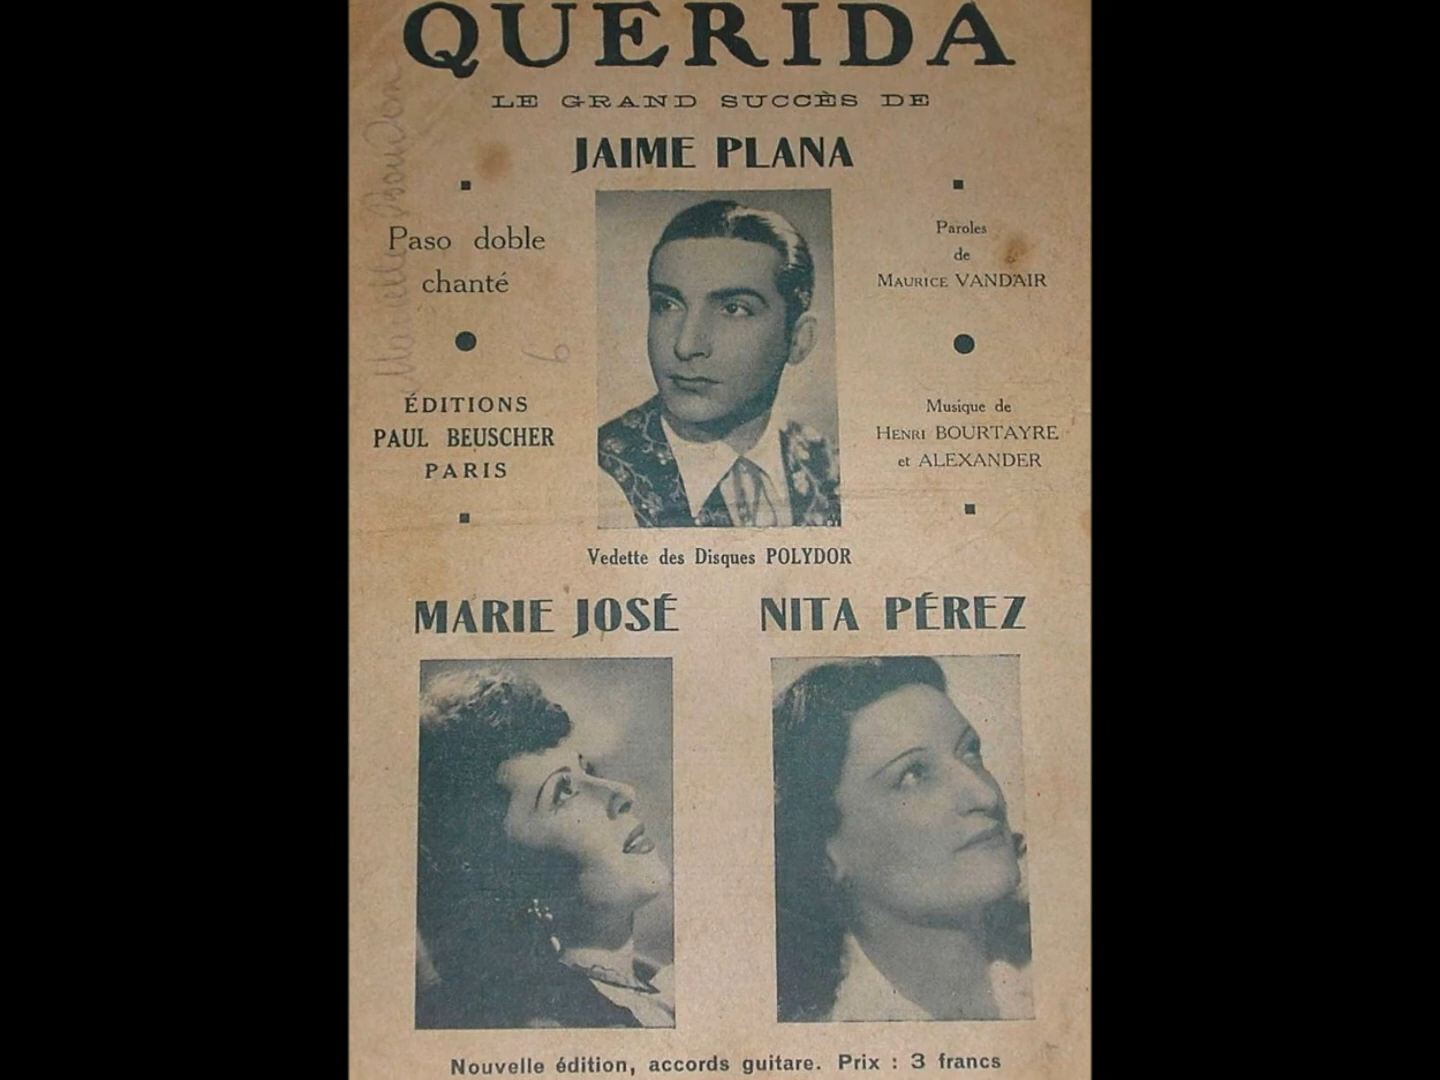 QUERIDA
LE GRAND SUCCÈS DE
JAIME PLANA
Paso doble
chanté
ÉDITIONS
PAUL BEUSCHER
PARIS
6
Paroles
de
MAURICE VANDAIR
Musique de
HENRI BOURTAYRE
et ALEXANDER
Vedette des Disques POLYDOR
MARIE JOSÉ
NITA PÉREZ
Nouvelle édition, accords guitare. Prix : 3 francs